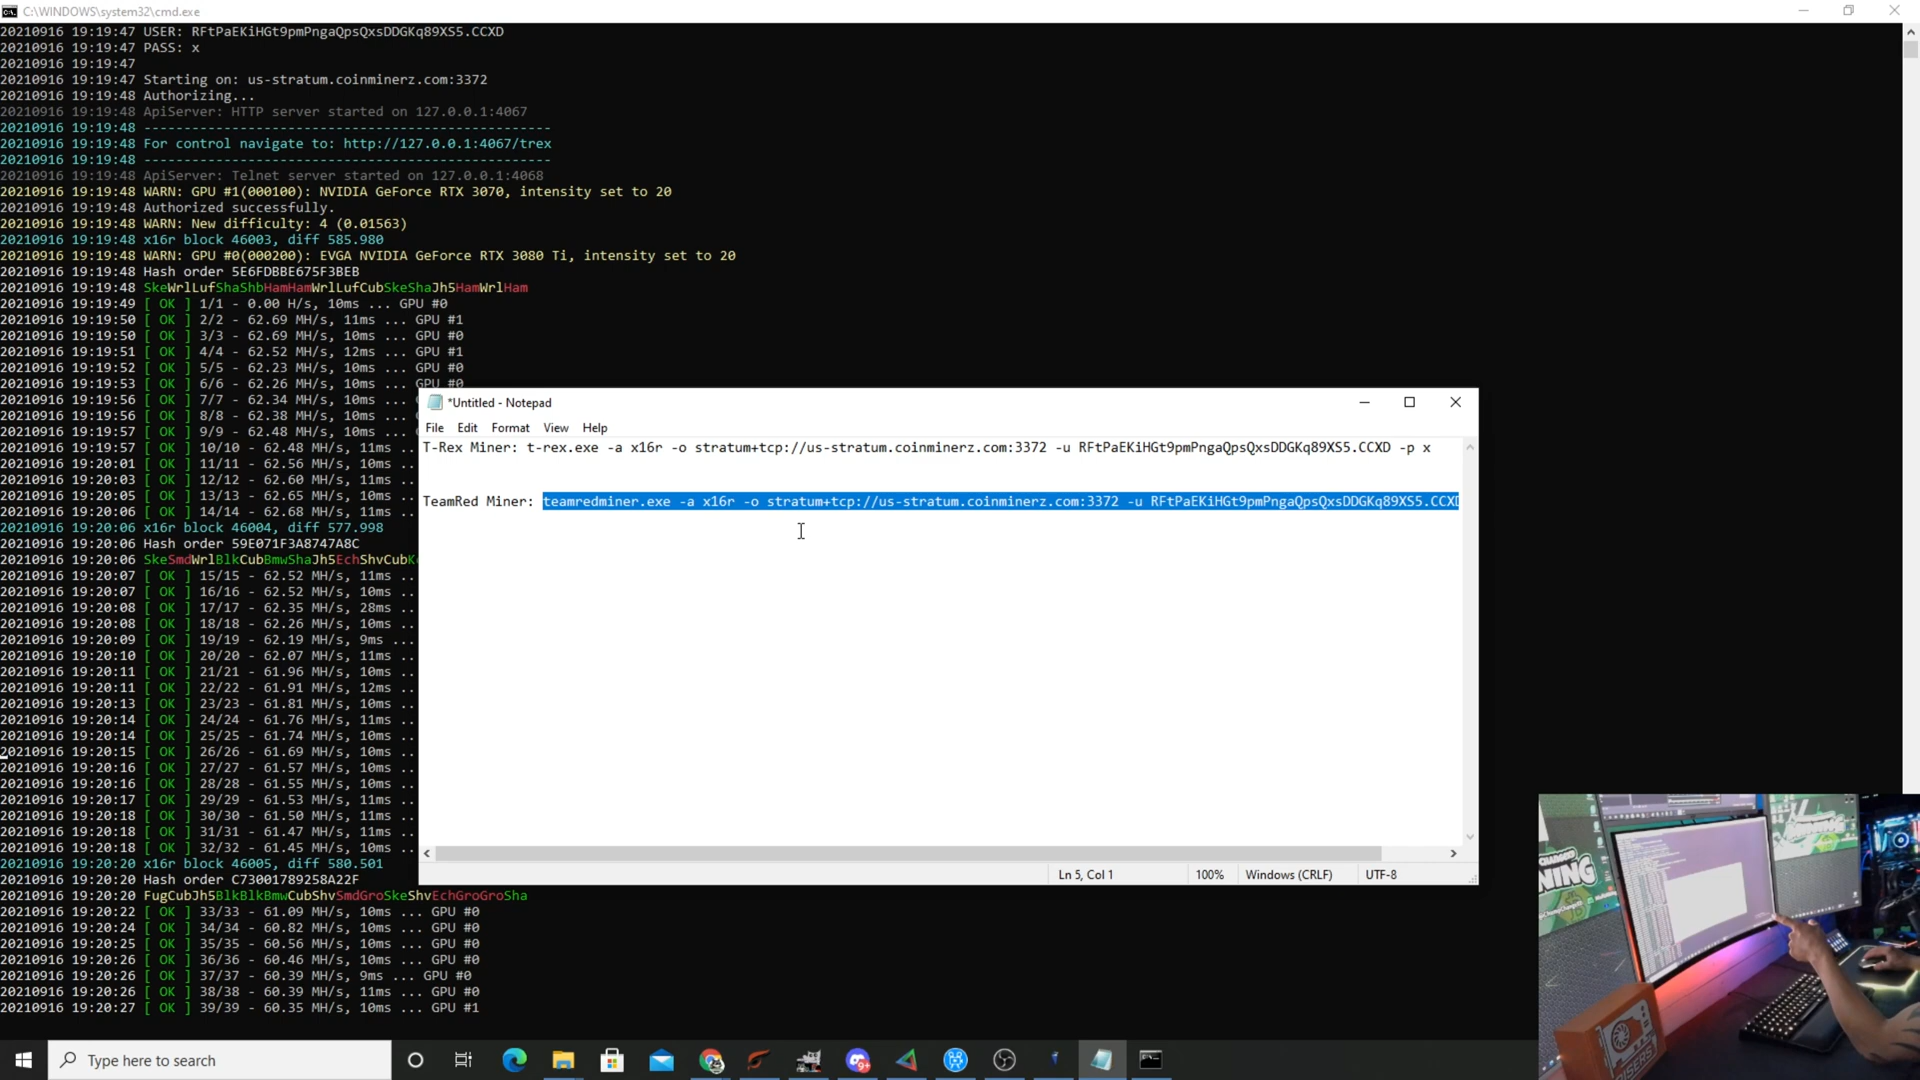 C:\WINDOWS\system32\cmd.exe
20210916 19:19:47 USER: RFtPaEKiHGt9pmPngaQpsQxsDDGKq89XS5.CCXD
20210916 19:19:47 PASS: x
20210916 19:19:47
20210916 19:19:47 Starting on: us-stratum.coinminerz.com:3372
20210916 19:19:48 Authorizing...
20210916 19:19:48 ApiServer: HTTP server started on 127.0.0.1:4067
20210916 19:19:48 ---------------------------------------------------
20210916 19:19:48 For control navigate to: http://127.0.0.1:4067/trex
20210916 19:19:48 ---------------------------------------------------
20210916 19:19:48 ApiServer: Telnet server started on 127.0.0.1:4068
20210916 19:19:48 WARN: GPU #1(000100): NVIDIA GeForce RTX 3070, intensity set to 20
20210916 19:19:48 Authorized successfully.
20210916 19:19:48 WARN: New difficulty: 4 (0.01563)
20210916 19:19:48 x16r block 46003, diff 585.980
20210916 19:19:48 WARN: GPU #0(000200): EVGA NVIDIA GeForce RTX 3080 Ti, intensity set to 20
20210916 19:19:48 Hash order 5E6FDBBE675F3BEB
20210916 19:19:48 SkeWrlLufShaShbHamHamWrlLufCubSkeShaJh5HamWrlHam
20210916 19:19:49 [ OK ] 1/1 - 0.00 H/s, 10ms ... GPU #0
20210916 19:19:50 [ OK ] 2/2 - 62.69 MH/s, 11ms ... GPU #1
20210916 19:19:50 [ OK ] 3/3 - 62.69 MH/s, 10ms ... GPU #0
20210916 19:19:51 [ OK ] 4/4 - 62.52 MH/s, 12ms ... GPU #1
20210916 19:19:52 [ OK ] 5/5 - 62.23 MH/s, 10ms ... GPU #0
20210916 19:19:53 [ OK ] 6/6 - 62.26 MH/s, 10ms ... GPU #0
20210916 19:19:56 [ OK ] 7/7 - 62.34 MH/s, 10ms ...
20210916 19:19:56 [ OK ] 8/8 - 62.38 MH/s, 10ms ...
20210916 19:19:57 [ OK ] 9/9 - 62.48 MH/s, 10ms ...
20210916 19:19:57 [ OK ] 10/10 - 62.48 MH/s, 11ms ...
20210916 19:20:01 [ OK ] 11/11 - 62.56 MH/s, 10ms ..
20210916 19:20:03 [ OK ] 12/12 - 62.60 MH/s, 11ms ..
20210916 19:20:05 [ OK ] 13/13 - 62.65 MH/s, 10ms ..
20210916 19:20:06 [ OK ] 14/14 - 62.68 MH/s, 11ms ..
20210916 19:20:06 x16r block 46004, diff 577.998
20210916 19:20:06 Hash order 59E071F3A8747A8C
20210916 19:20:06 SkeSmdWrlBlkCubBmwShaJh5EchShvCub
20210916 19:20:07 [ OK ] 15/15 - 62.52 MH/s, 11ms ..
20210916 19:20:07 [ OK ] 16/16 - 62.52 MH/s, 10ms ..
20210916 19:20:08 [ OK ] 17/17 - 62.35 MH/s, 28ms ..
20210916 19:20:08 [ OK ] 18/18 - 62.26 MH/s, 10ms ..
20210916 19:20:09 [ OK ] 19/19 - 62.19 MH/s, 9ms ...
20210916 19:20:10 [ OK ] 20/20 - 62.07 MH/s, 11ms ..
20210916 19:20:11 [ OK ] 21/21 - 61.96 MH/s, 10ms ..
20210916 19:20:11 [ OK ] 22/22 - 61.91 MH/s, 12ms ..
20210916 19:20:13 [ OK ] 23/23 - 61.81 MH/s, 10ms ..
20210916 19:20:14 [ OK ] 24/24 - 61.76 MH/s, 11ms ..
20210916 19:20:14 [ OK ] 25/25 - 61.74 MH/s, 10ms ..
20210916 19:20:15 [ OK ] 26/26 - 61.69 MH/s, 10ms ..
20210916 19:20:16 [ OK ] 27/27 - 61.57 MH/s, 10ms ..
20210916 19:20:16 [ OK ] 28/28 - 61.55 MH/s, 10ms ..
20210916 19:20:17 [ OK ] 29/29 - 61.53 MH/s, 11ms ..
20210916 19:20:18 [ OK ] 30/30 - 61.50 MH/s, 11ms ..
20210916 19:20:18 [ OK ] 31/31 - 61.47 MH/s, 11ms ..
20210916 19:20:18 [ OK ] 32/32 - 61.45 MH/s, 10ms ..
20210916 19:20:20 x16r block 46005, diff 580.501
20210916 19:20:20 Hash order C73001789258A22F
20210916 19:20:20 FugCubJh5BlkBlkBmwCubShvSmdGroSkeShvEchGroGroSha
20210916 19:20:22 [ OK ] 33/33 - 61.09 MH/s, 10ms ... GPU #0
20210916 19:20:24 [ OK ] 34/34 - 60.82 MH/s, 10ms ... GPU #0
20210916 19:20:25 [ OK ] 35/35 - 60.56 MH/s, 10ms ... GPU #0
20210916 19:20:26 [ OK ] 36/36 - 60.46 MH/s, 10ms ... GPU #0
20210916 19:20:26 [ OK ] 37/37 - 60.39 MH/s, 9ms ... GPU #0
20210916 19:20:26 [ OK ] 38/38 - 60.39 MH/s, 11ms ... GPU #0
20210916 19:20:27 [ OK ] 39/39 - 60.35 MH/s, 10ms ... GPU #1
*Untitled - Notepad
File Edit Format View Help
T-Rex Miner: t-rex.exe -a x16r -o stratum+tcp://us-stratum.coinminerz.com:3372 -u RFtPaEKiHGt9pmPngaQpsQxsDDGKq89XS5.CCXD -p x
TeamRed Miner: teamredminer.exe -a x16r -o stratum+tcp://us-stratum.coinminerz.com:3372 -u RFtPaEKiHGt9pmPngaQpsQxsDDGKq89XS5.CCXD
Ln 5, Col 1 100% Windows (CRLF) UTF-8
Type here to search